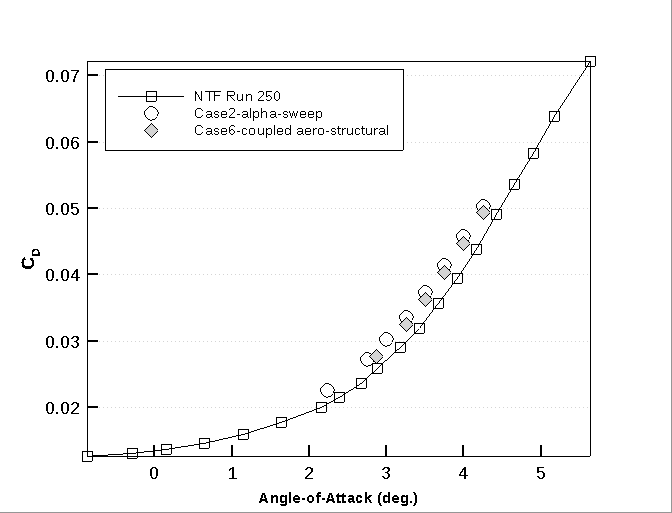 0.07
0.06
0.05
0.04
0.03
0.02
CD
NTF Run 250
Case2-alpha-sweep
Case6-coupled aero-structural
0 1 2 3 4 5
Angle-of-Attack (deg.)